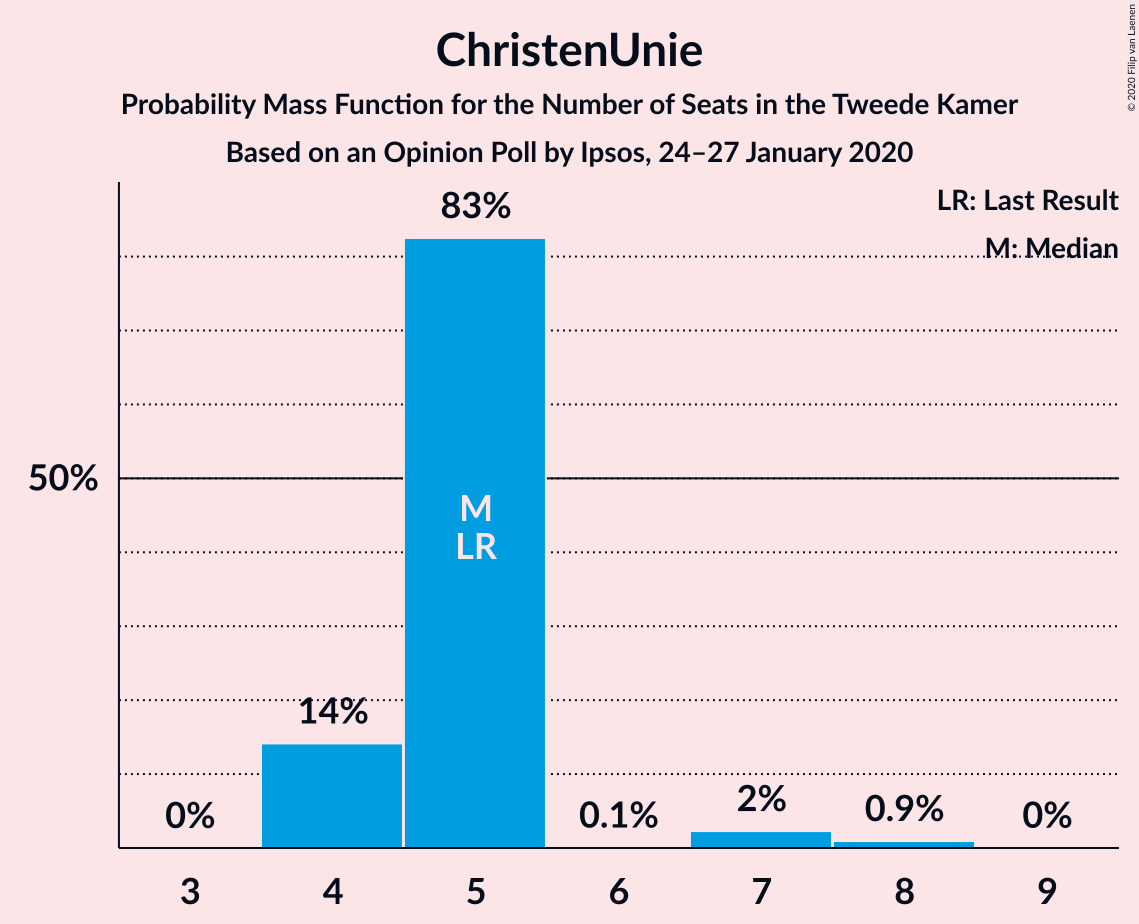 ChristenUnie
Probability Mass Function for the Number of Seats in the Tweede Kamer
Based on an Opinion Poll by Ipsos, 24–27 January 2020
© 2020 Filip van Laenen
LR: Last Result
M: Median
83%
50%
M
LR
14%
0%
0.1%
2%
0.9%
0%
3 4 5 6 7 8 9